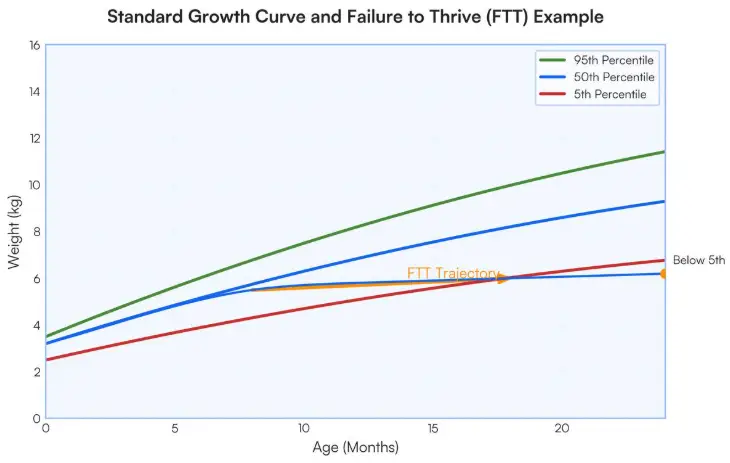 Standard Growth Curve and Failure to Thrive (FTT) Example
16
14
12
10
8
6
4
2
0
Weight (kg)
95th Percentile
50th Percentile
5th Percentile
FTT Trajectory
Below 5th
0
5
10
15
20
Age (Months)